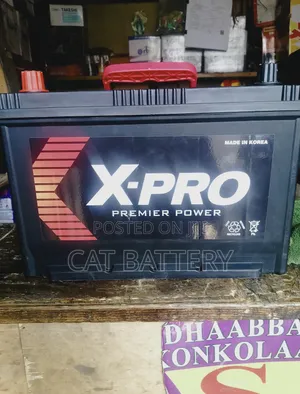 MADE IN KOREA
X-PRO
PREMIER POWER
POSTED ON
CAT BATTERY
DHAABBA
KONKOLAA